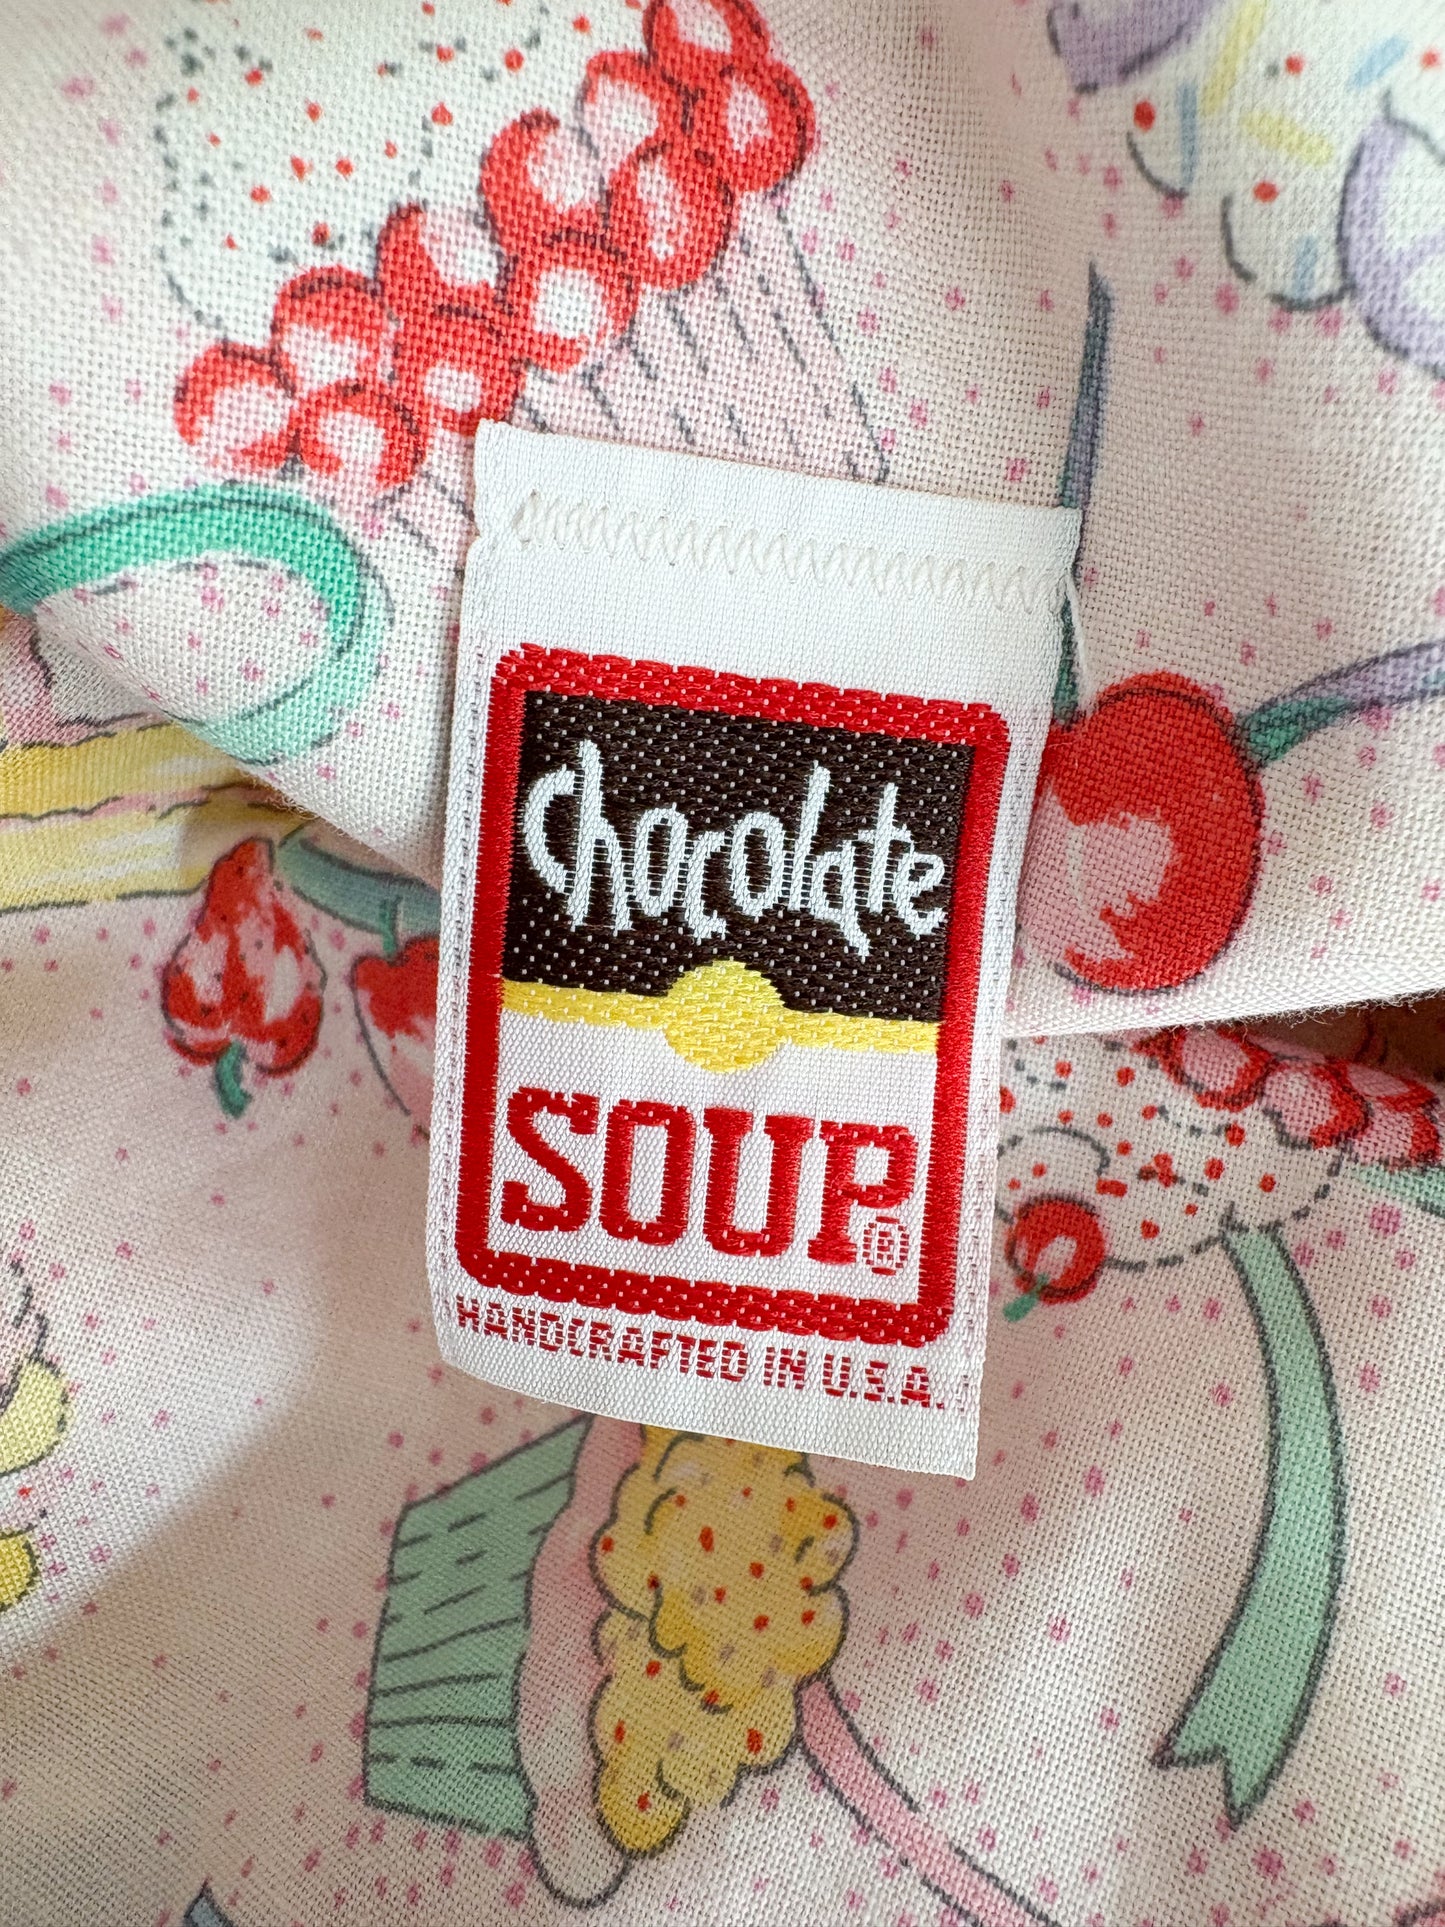 chocolate
SOUP®
HANDCRAFTED IN U.S.A.